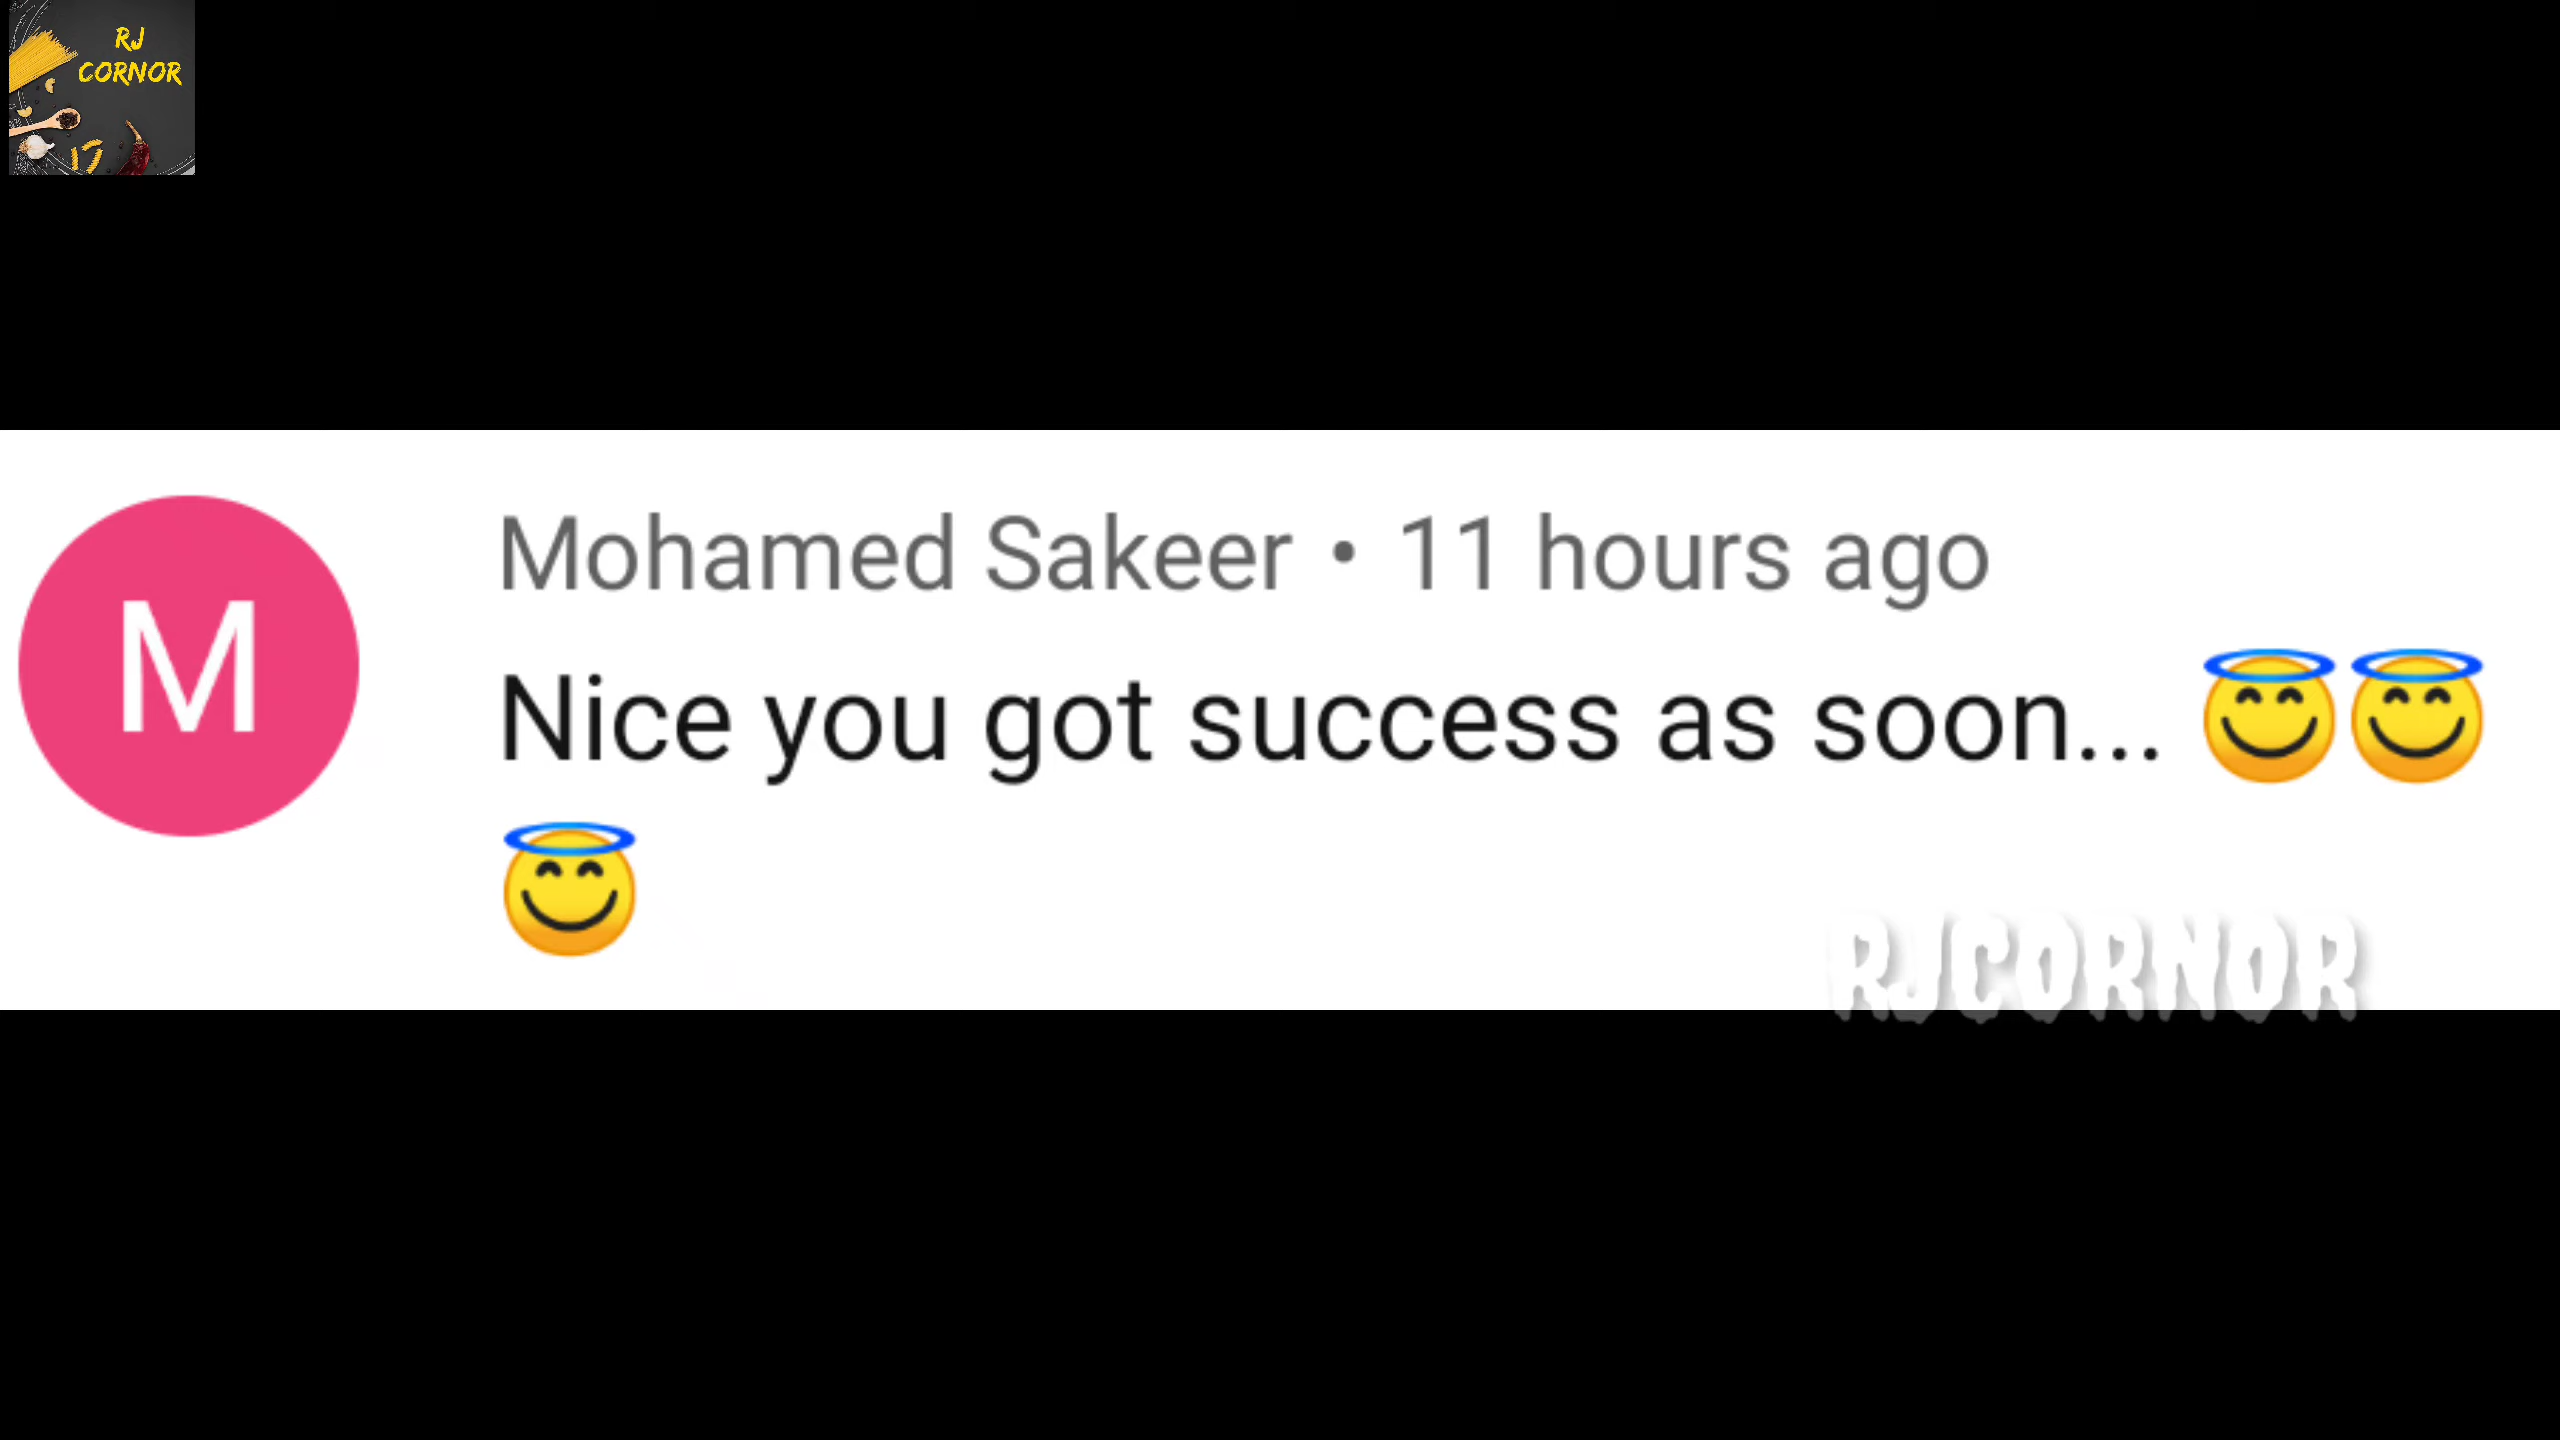 RJ
CORNOR
M
Mohamed Sakeer • 11 hours ago
Nice you got success as soon... 😇😇
😇
RJCORNOR